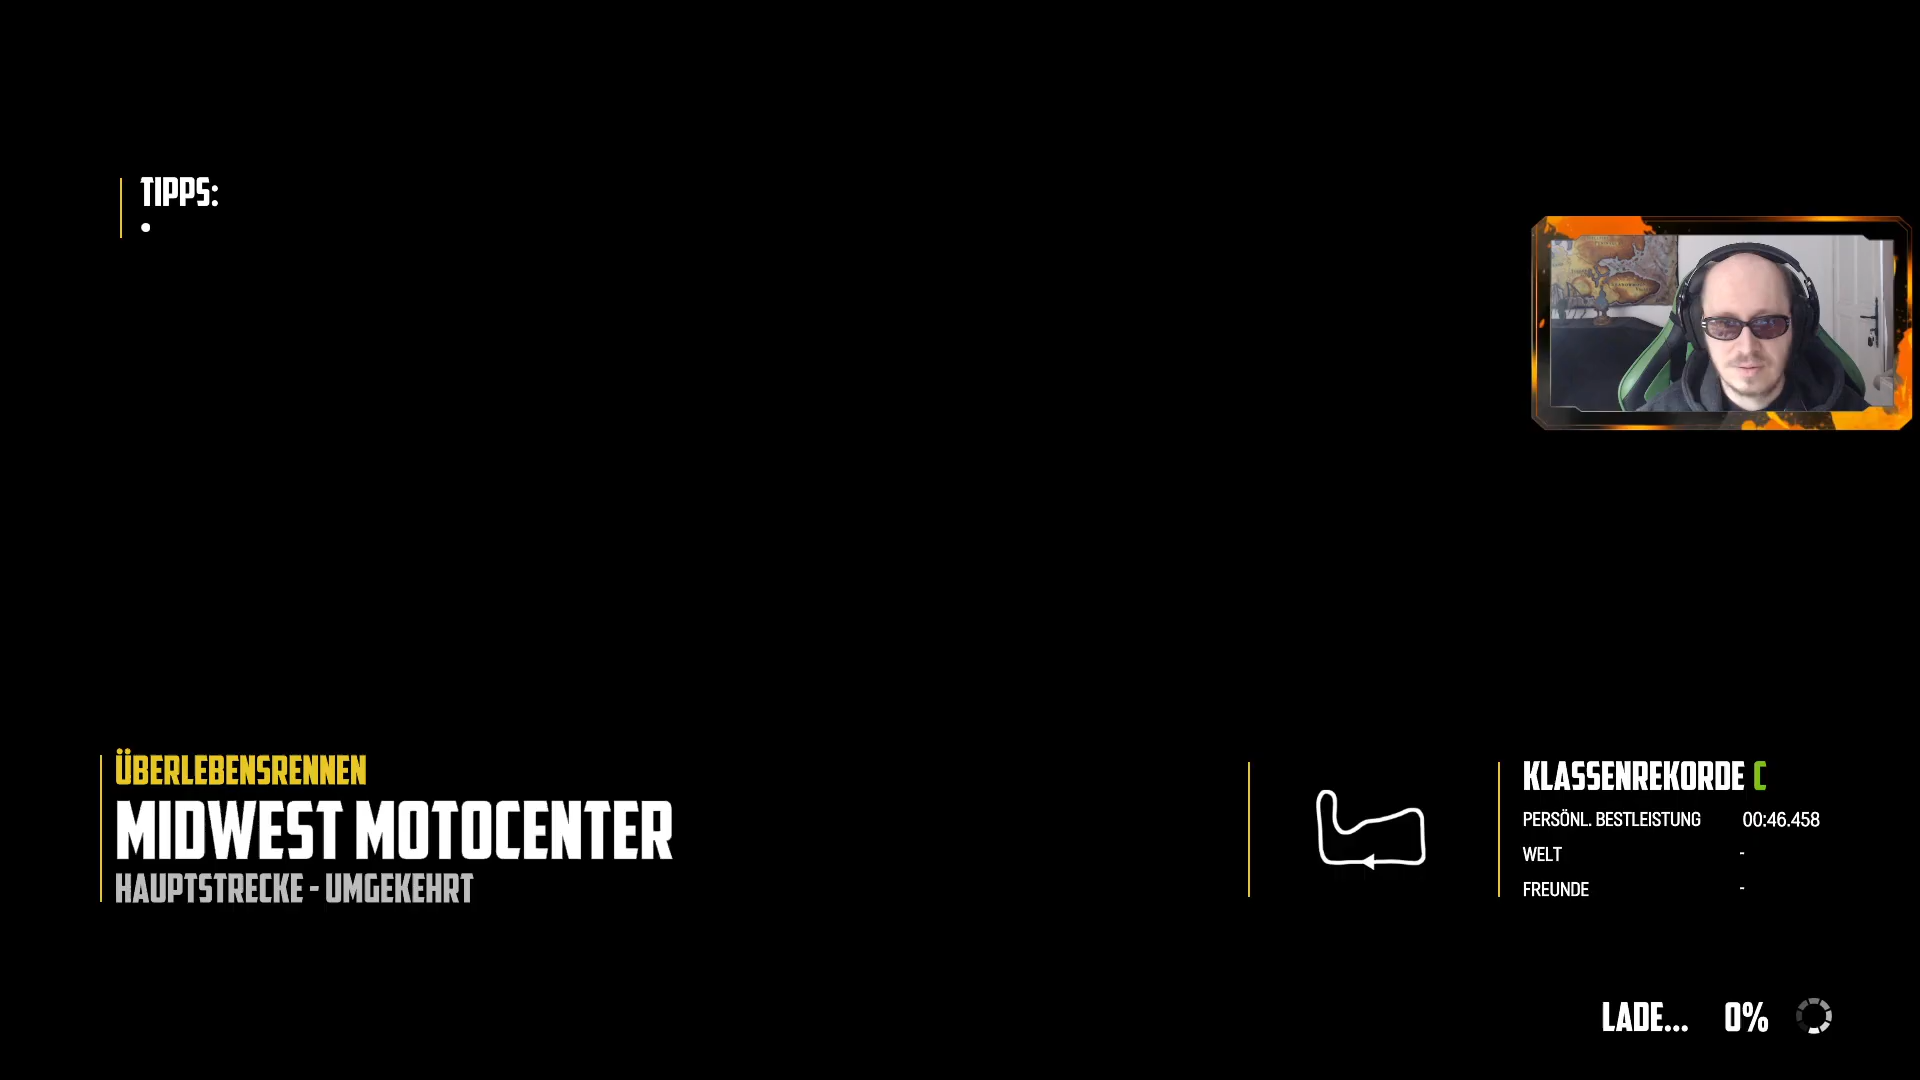 TIPPS:
•
ÜBERLEBENSRENNEN
MIDWEST MOTOCENTER
HAUPTSTRECKE - UMGEKEHRT
KLASSENREKORDE C
PERSÖNL. BESTLEISTUNG 00:46.458
WELT -
FREUNDE -
LADE... 0%